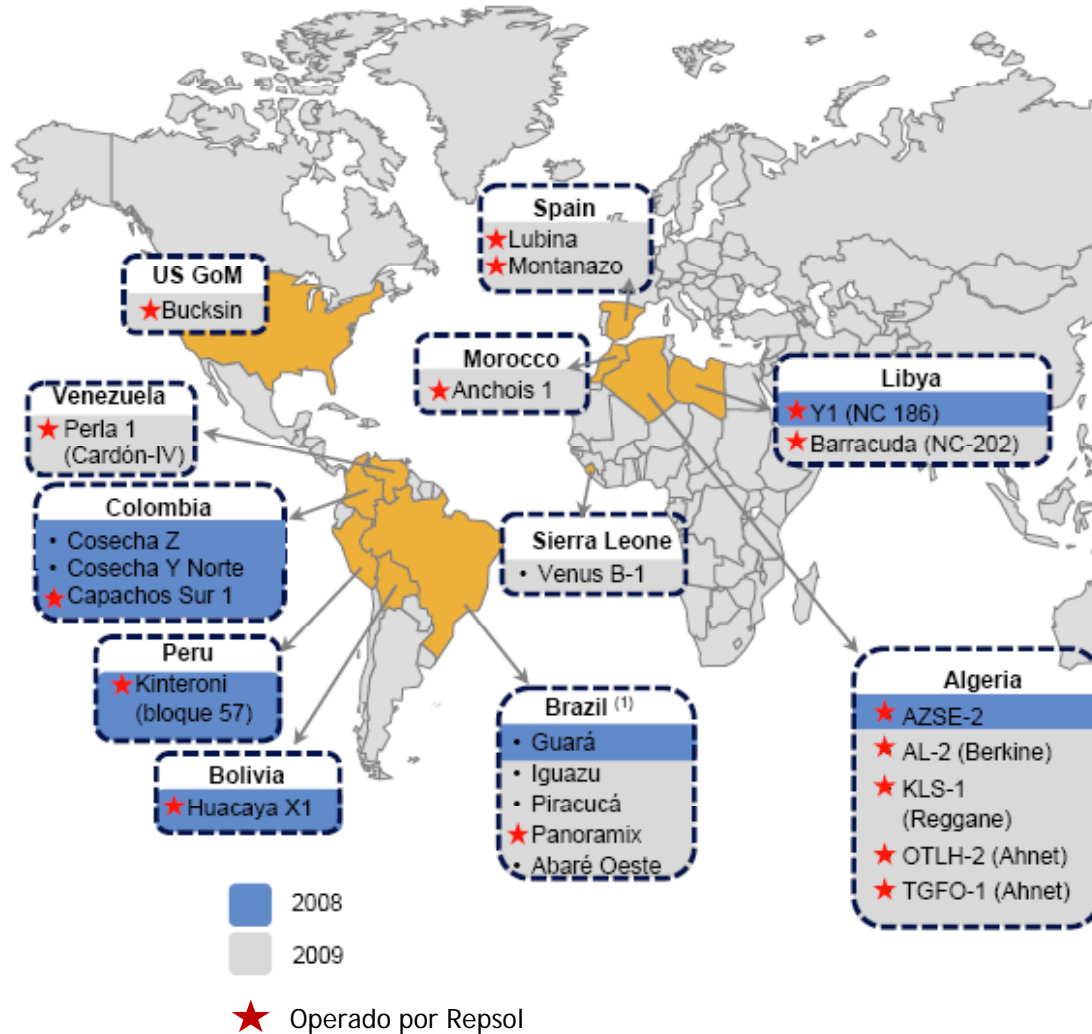 Spain
Lubina
Montanazo
US GoM
Bucksin
Morocco
Anchois 1
Libya
Y1 (NC 186)
Barracuda (NC-202)
Venezuela
Perla 1
(Cardón-IV)
Colombia
• Cosecha Z
• Cosecha Y Norte
Capachos Sur 1
Sierra Leone
• Venus B-1
Peru
Kinteroni
(bloque 57)
Bolivia
Huacaya X1
Brazil (1)
• Guará
• Iguazu
• Piracucá
Panoramix
• Abaré Oeste
Algeria
AZSE-2
AL-2 (Berkine)
KLS-1
(Reggane)
OTLH-2 (Ahnet)
TGFO-1 (Ahnet)
2008
2009
Operado por Repsol